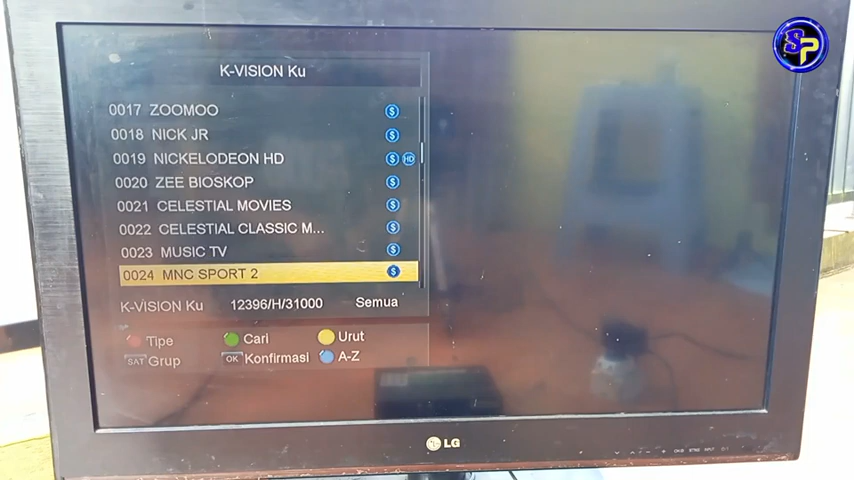 SP
K-VISION Ku
0017 ZOOMOO $
0018 NICK JR $
0019 NICKELODEON HD $ HD
0020 ZEE BIOSKOP $
0021 CELESTIAL MOVIES $
0022 CELESTIAL CLASSIC M... $
0023 MUSIC TV $
0024 MNC SPORT 2 $
K-VISION Ku 12396/H/31000 Semua
Tipe Cari Urut
SAT Grup OK Konfirmasi A-Z
LG